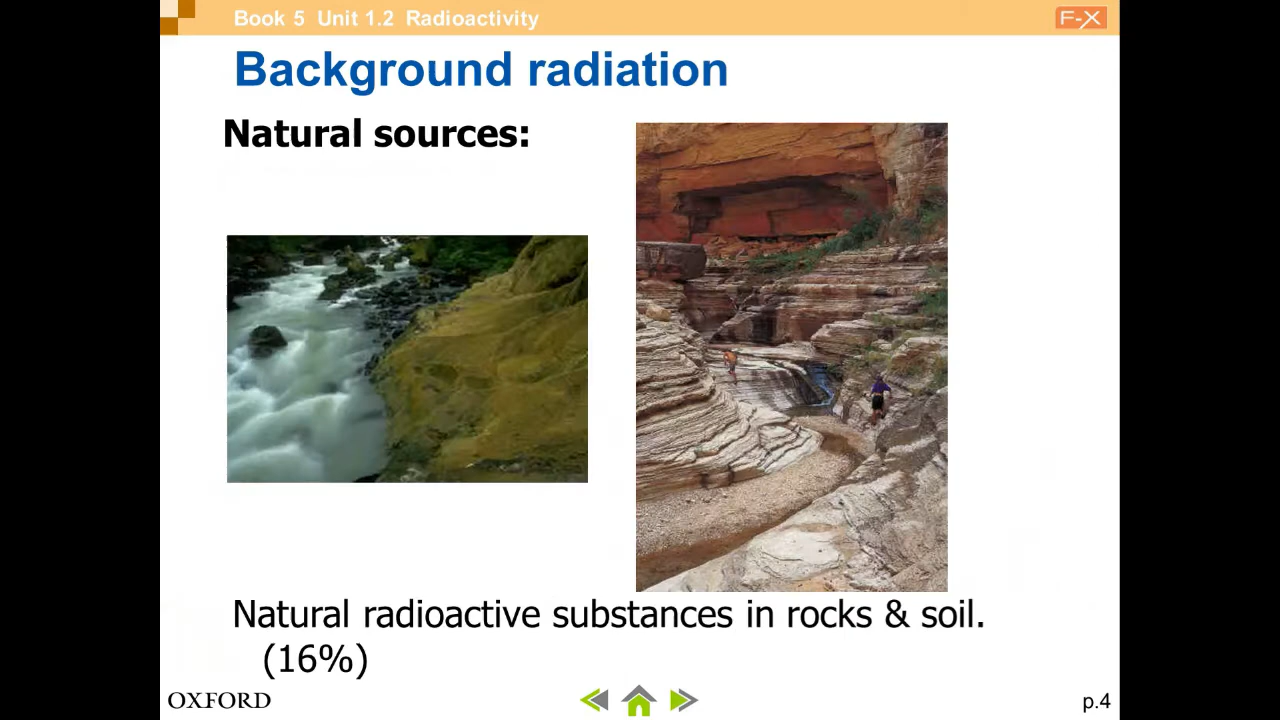 Book 5 Unit 1.2 Radioactivity
F-X
Background radiation
Natural sources:
Natural radioactive substances in rocks & soil.
(16%)
OXFORD
p.4